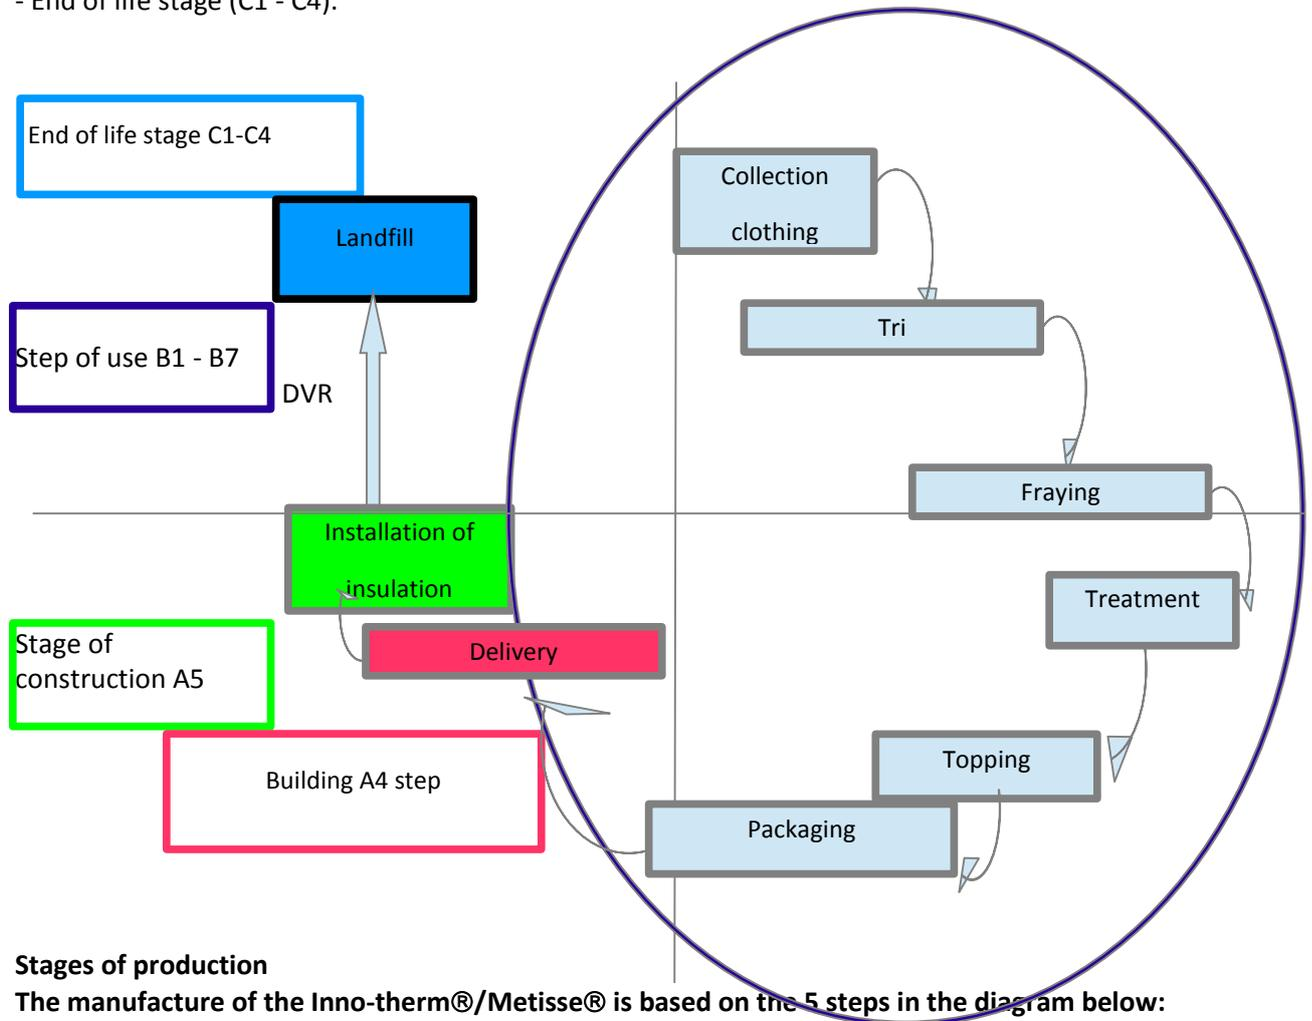 - End of life stage (C1 - C4).
End of life stage C1-C4
Landfill
Step of use B1 - B7
DVR
Installation of
insulation
Delivery
Stage of
construction A5
Building A4 step
Collection
clothing
Tri
Fraying
Treatment
Topping
Packaging
Stages of production
The manufacture of the Inno-therm®/Metisse® is based on the 5 steps in the diagram below: